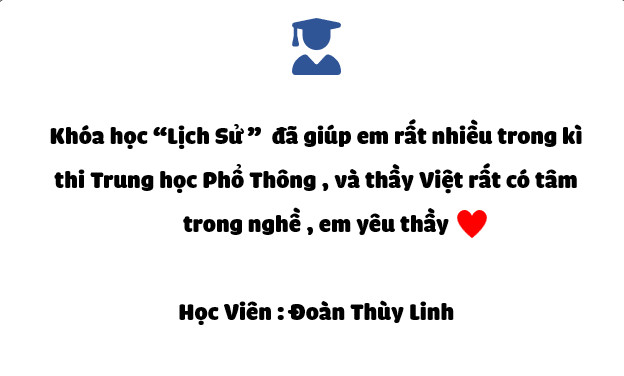 Khóa học “Lịch Sử” đã giúp em rất nhiều trong kì
thi Trung học Phổ Thông , và thầy Việt rất có tâm
trong nghề , em yêu thầy ❤
Học Viên : Đoàn Thùy Linh